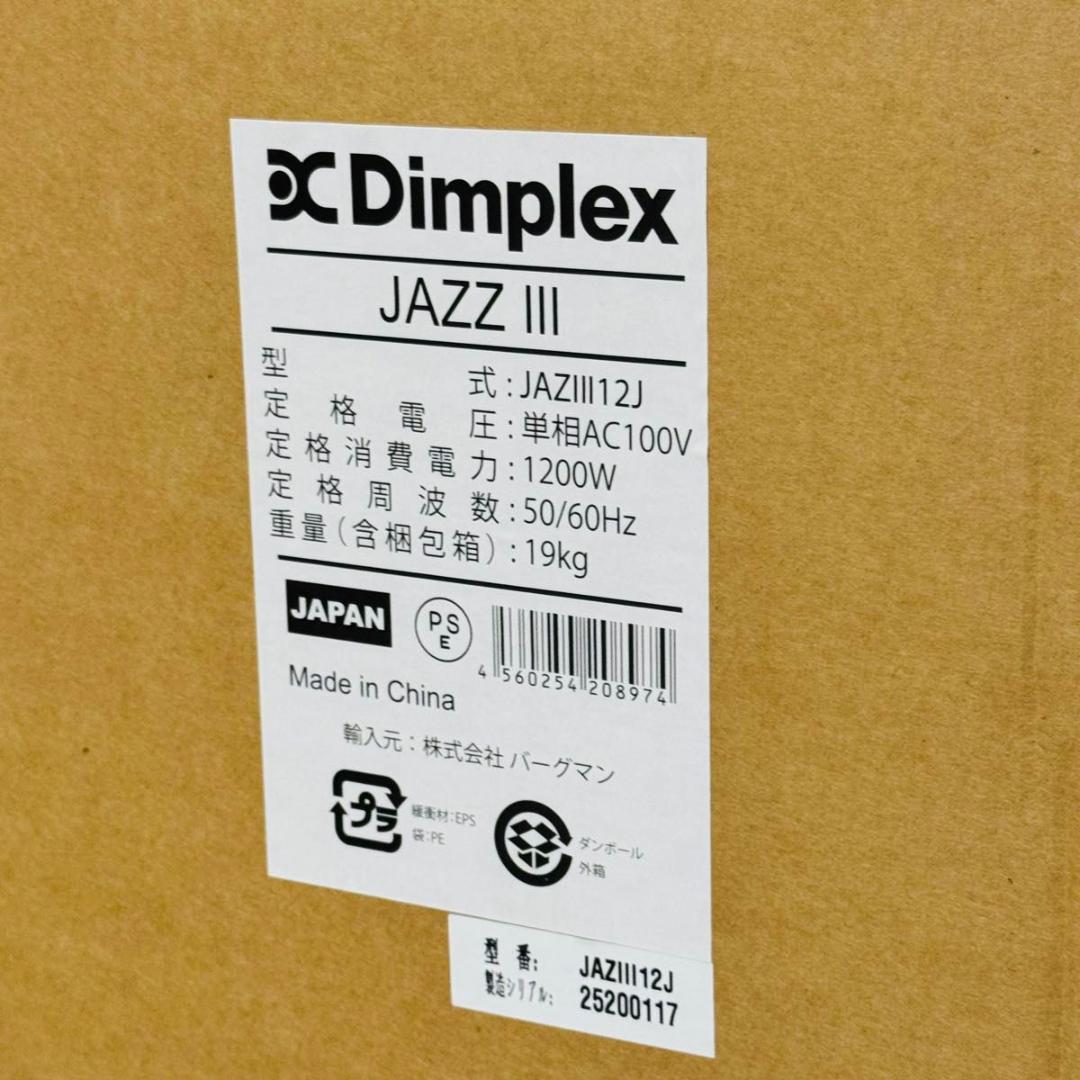 Dimplex
JAZZ III
型式：JAZIII12J
定格電圧：単相AC100V
定格消費電力：1200W
定格周波数：50/60Hz
重量（含梱包箱）：19kg
JAPAN
PSE
4 560254 208974
Made in China
輸入元：株式会社 バーグマン
プラ
緩衝材：EPS
袋：PE
ダンボール
外箱
型番: JAZIII12J
製造シリアル: 25200117